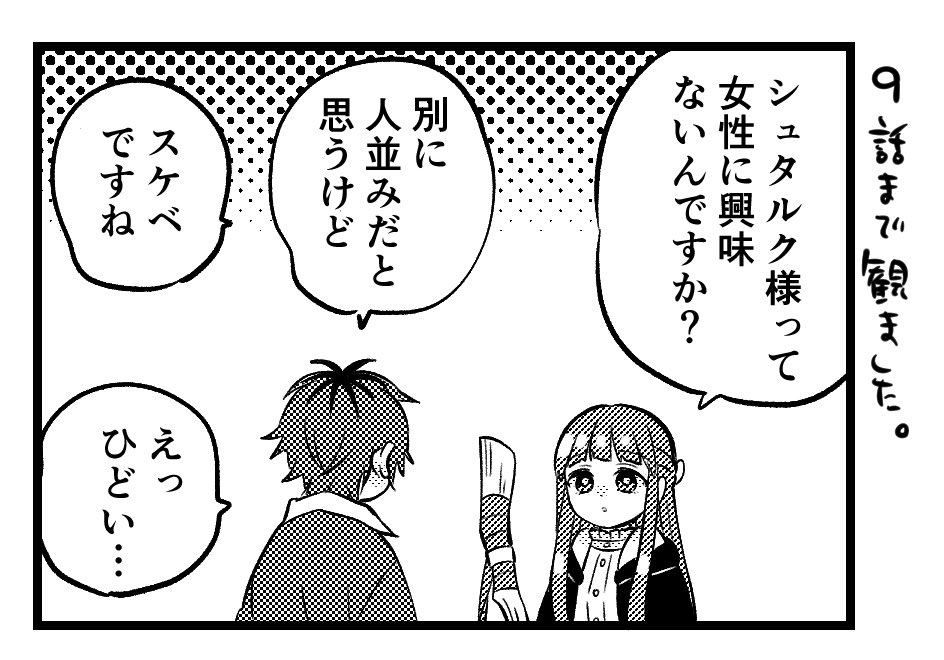 9話まで観ました。
シュタルク様って
女性に興味
ないんですか?
別に
人並みだと
思うけど
スケベ
ですね
えっ
ひどい…